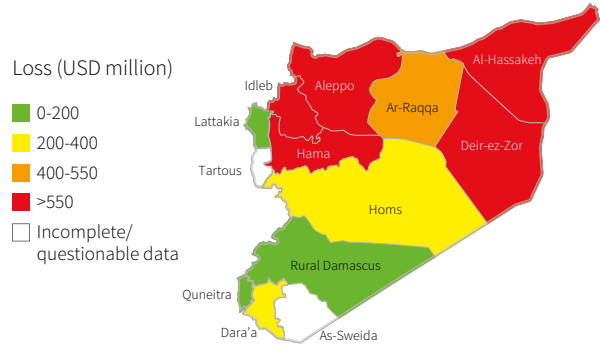 Loss (USD million)
0-200
200-400
400-550
>550
Incomplete/
questionable data
Al-Hassakeh
Idleb
Aleppo
Ar-Raqqa
Lattakia
Hama
Deir-ez-Zor
Tartous
Homs
Rural Damascus
Quneitra
Dara'a
As-Sweida